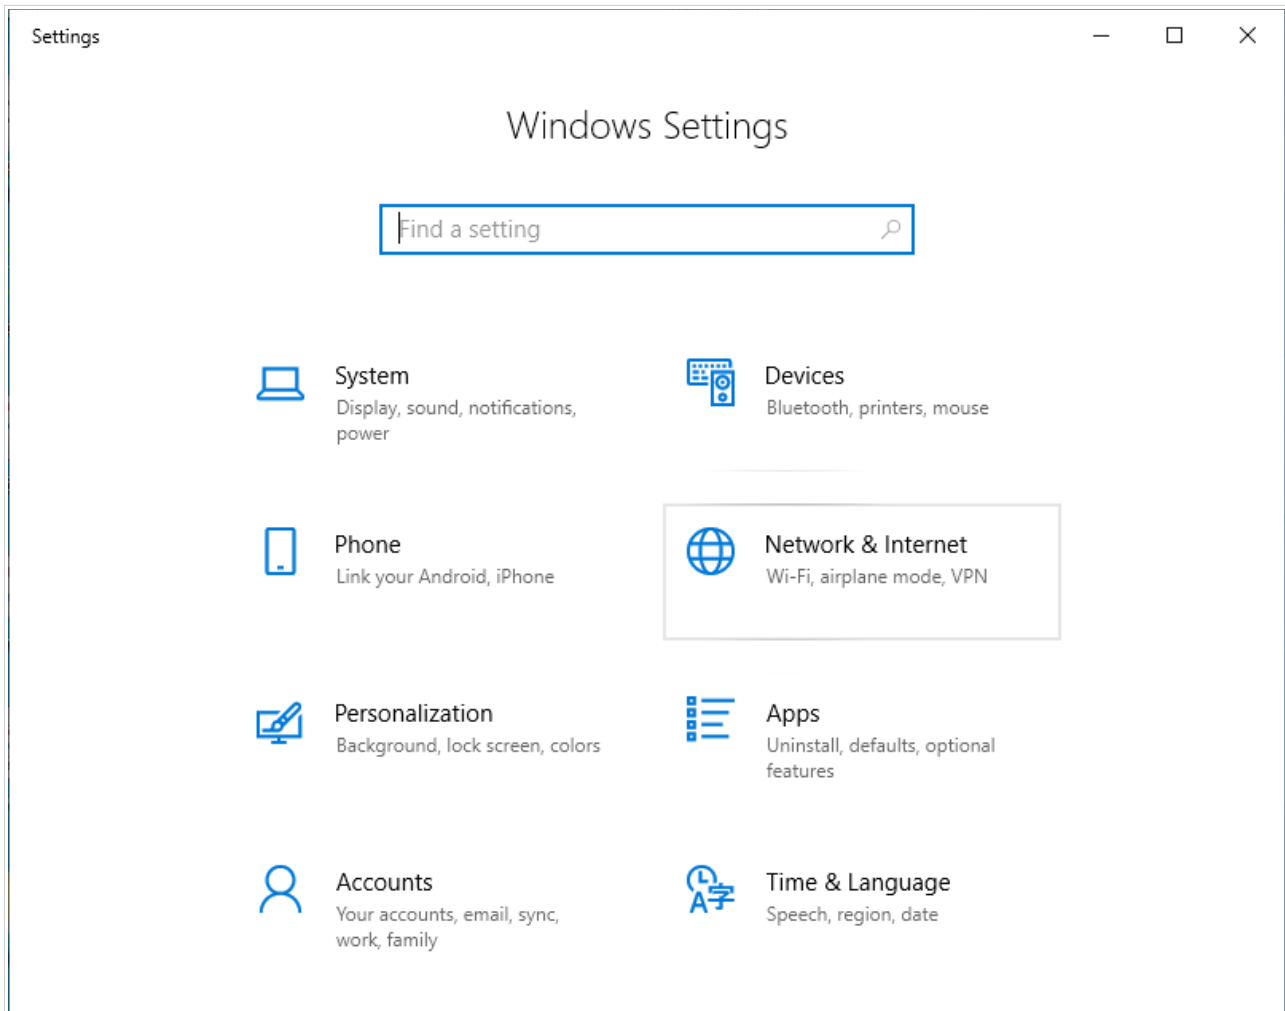 Settings
Windows Settings
Find a setting
System
Display, sound, notifications,
power
Devices
Bluetooth, printers, mouse
Phone
Link your Android, iPhone
Network & Internet
Wi-Fi, airplane mode, VPN
Personalization
Background, lock screen, colors
Apps
Uninstall, defaults, optional
features
Accounts
Your accounts, email, sync,
work, family
Time & Language
Speech, region, date